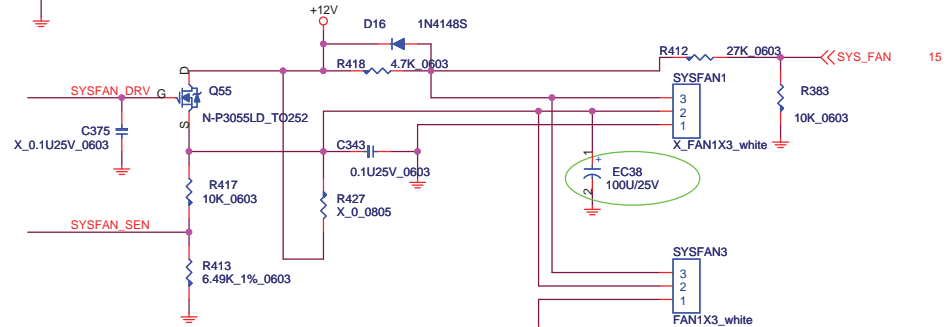 +12V
D16 1N4148S
R418 4.7K_0603
R412 27K_0603
SYS_FAN 15
D
SYSFAN_DRV G Q55
S N-P3055LD_TO252
C375
X_0.1U25V_0603
SYSFAN1
3
2
1
X_FAN1X3_white
R383
10K_0603
C343
0.1U25V_0603
1
+
EC38
100U/25V
2
R417
10K_0603
R427
X_0_0805
SYSFAN_SEN
R413
6.49K_1%_0603
SYSFAN3
3
2
1
FAN1X3_white